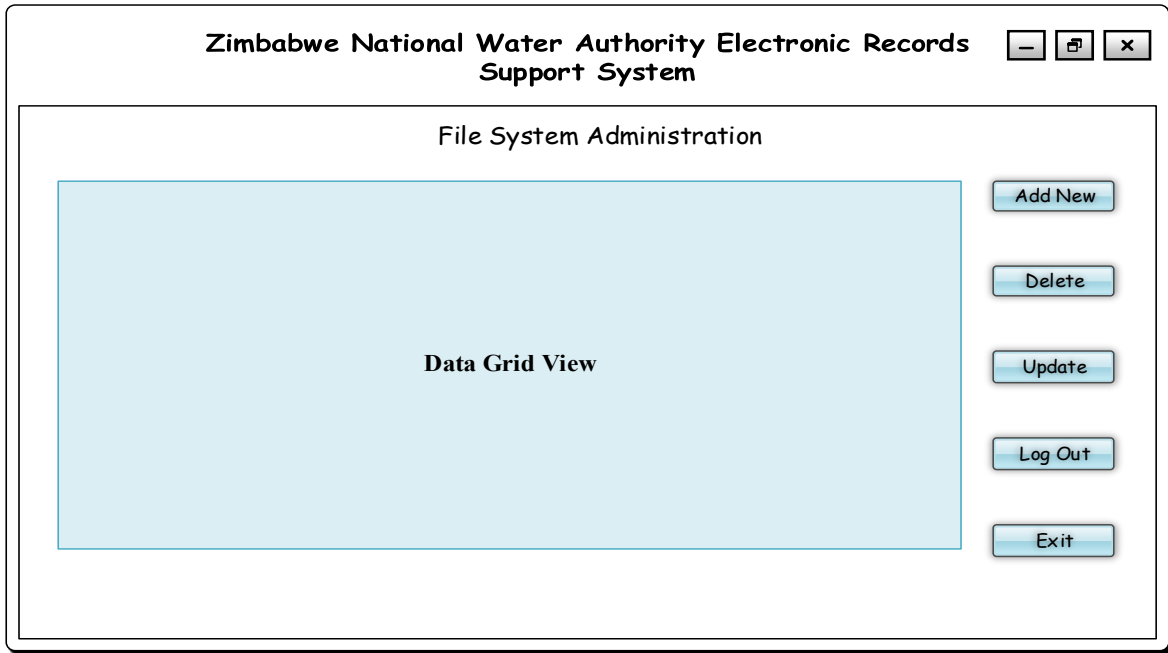 Zimbabwe National Water Authority Electronic Records
Support System
File System Administration
Add New
Delete
Data Grid View
Update
Log Out
Exit